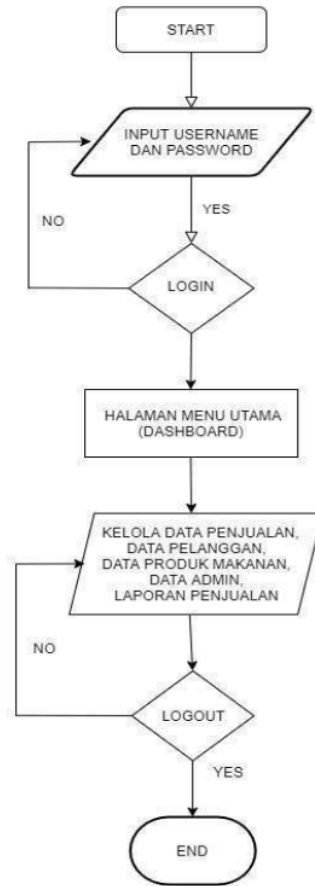 START
INPUT USERNAME
DAN PASSWORD
NO
YES
LOGIN
HALAMAN MENU UTAMA
(DASHBOARD)
KELOLA DATA PENJUALAN,
DATA PELANGGAN,
DATA PRODUK MAKANAN,
DATA ADMIN,
LAPORAN PENJUALAN
NO
LOGOUT
YES
END